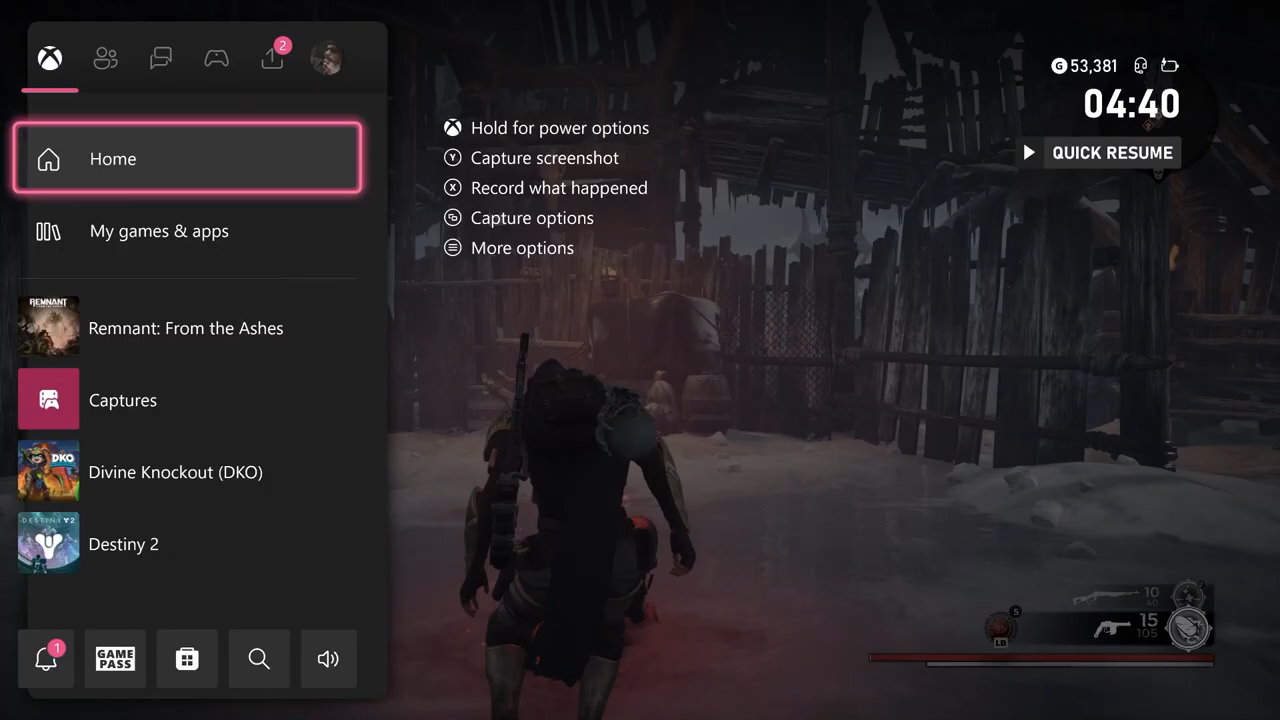 2
53,381
04:40
QUICK RESUME
Hold for power options
Y Capture screenshot
X Record what happened
Capture options
More options
Home
My games & apps
REMNANT
Remnant: From the Ashes
Captures
DKO
Divine Knockout (DKO)
DESTINY 2
Destiny 2
1
GAME
PASS
5
LB
10
40
15
105